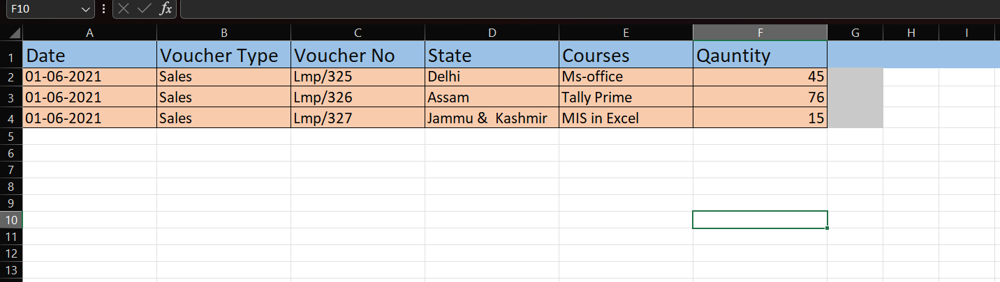 F10 fx
A B C D E F G H I
1 Date Voucher Type Voucher No State Courses Qauntity
2 01-06-2021 Sales Lmp/325 Delhi Ms-office 45
3 01-06-2021 Sales Lmp/326 Assam Tally Prime 76
4 01-06-2021 Sales Lmp/327 Jammu &  Kashmir MIS in Excel 15
5
6
7
8
9
10
11
12
13